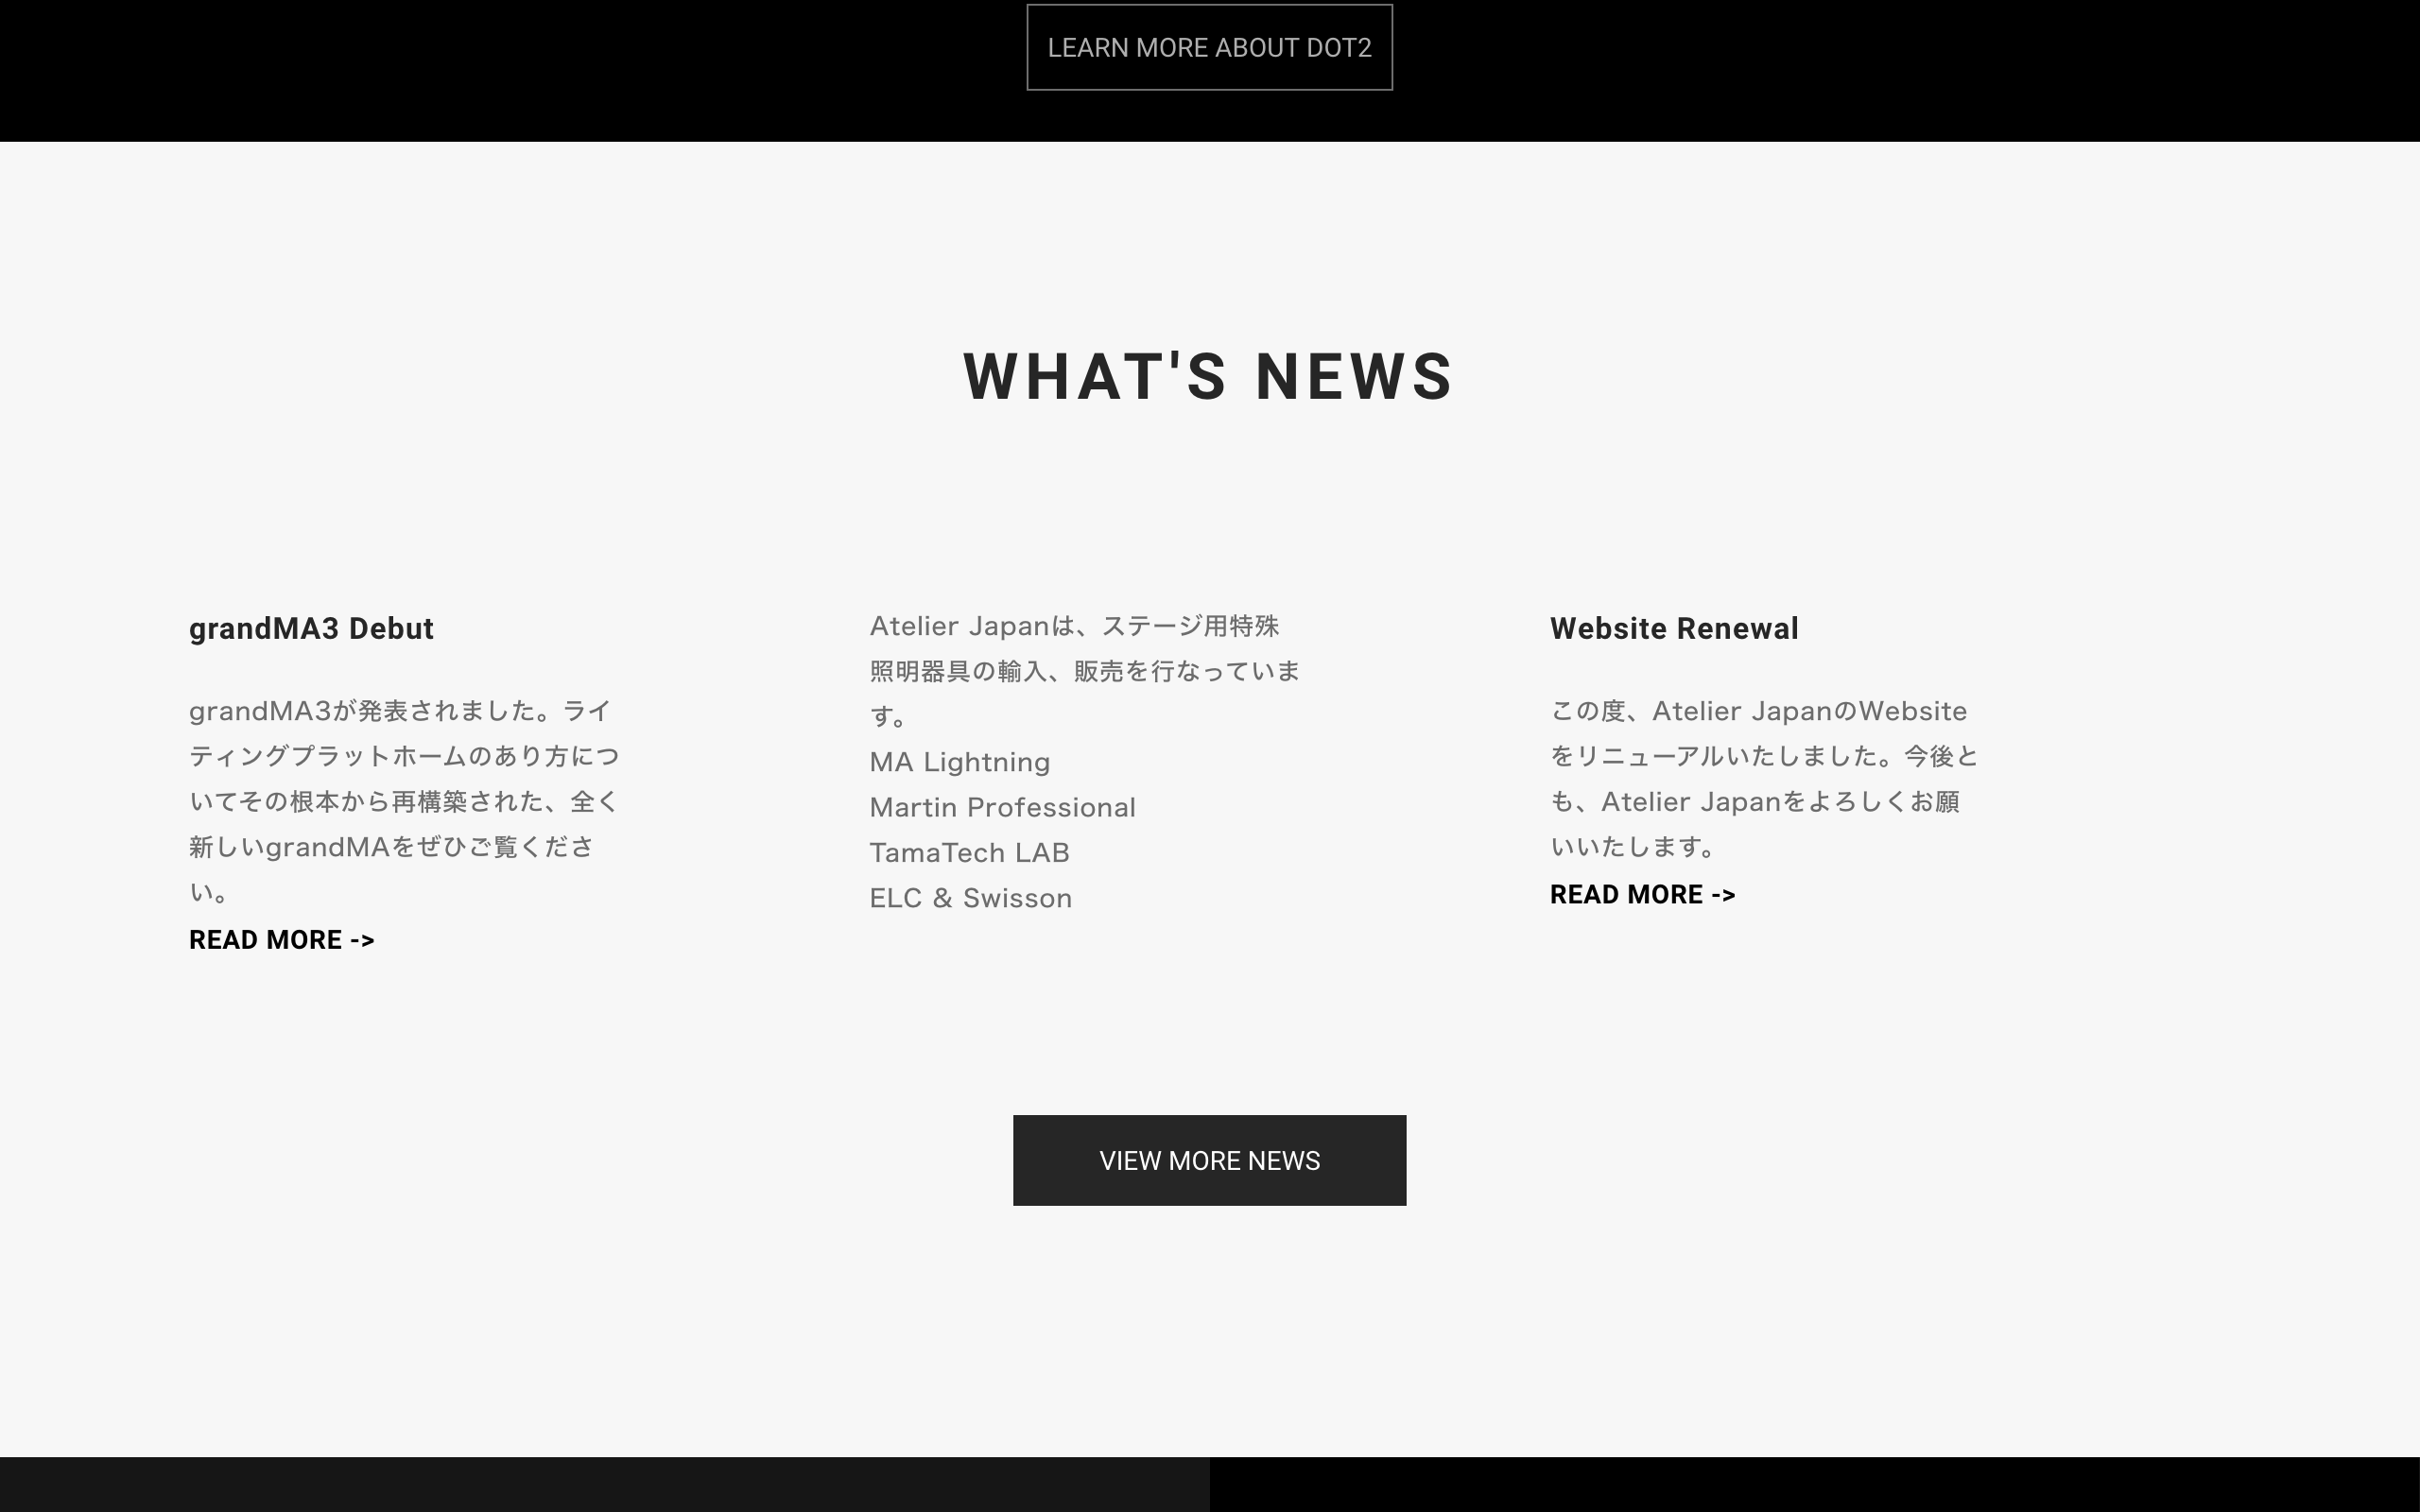 LEARN MORE ABOUT DOT2
WHAT'S NEWS
grandMA3 Debut
grandMA3が発表されました。ライ
ティングプラットホームのあり方につ
いてその根本から再構築された、全く
新しいgrandMAをぜひご覧くださ
い。
READ MORE ->
Atelier Japanは、ステージ用特殊
照明器具の輸入、販売を行なっていま
す。
MA Lightning
Martin Professional
TamaTech LAB
ELC & Swisson
Website Renewal
この度、Atelier JapanのWebsite
をリニューアルいたしました。今後と
も、Atelier Japanをよろしくお願
いいたします。
READ MORE ->
VIEW MORE NEWS